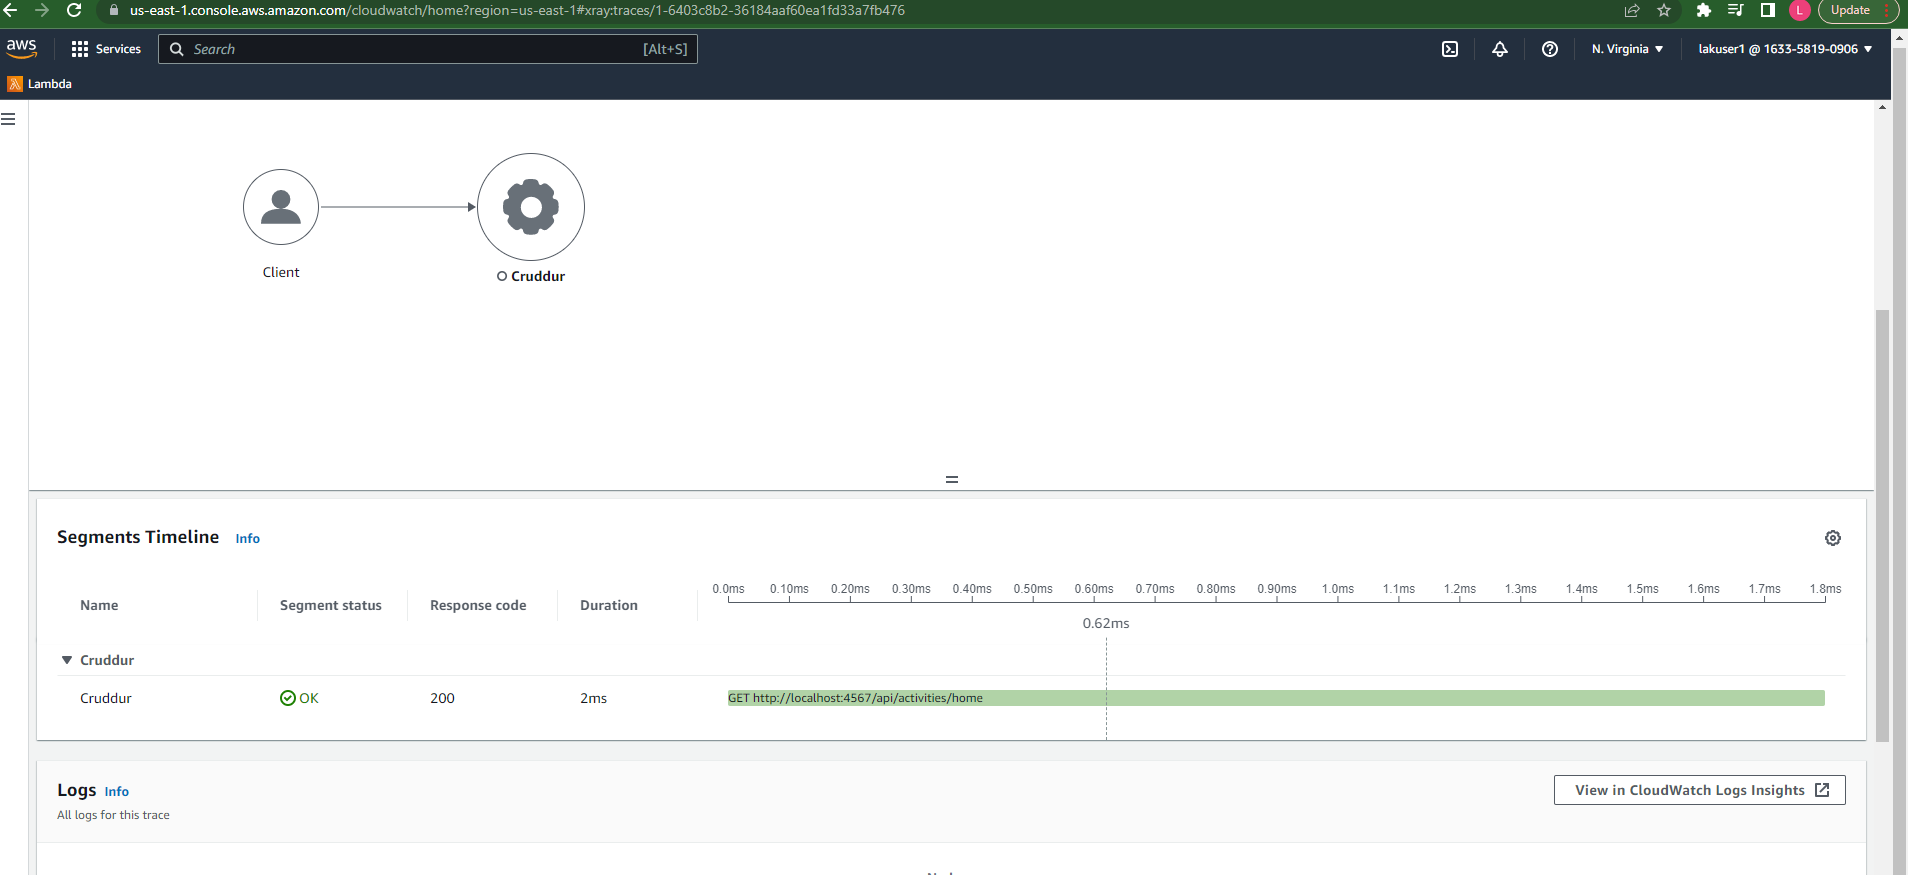 us-east-1.console.aws.amazon.com/cloudwatch/home?region=us-east-1#xray:traces/1-6403c8b2-36184aaf60ea1fd33a7fb476
L
Update
aws
Services
Search
[Alt+S]
N. Virginia
lakuser1 @ 1633-5819-0906
Lambda
Client
Cruddur
Segments Timeline Info
0.0ms 0.10ms 0.20ms 0.30ms 0.40ms 0.50ms 0.60ms 0.70ms 0.80ms 0.90ms 1.0ms 1.1ms 1.2ms 1.3ms 1.4ms 1.5ms 1.6ms 1.7ms 1.8ms
Name Segment status Response code Duration
0.62ms
Cruddur
Cruddur OK 200 2ms GET http://localhost:4567/api/activities/home
Logs Info
View in CloudWatch Logs Insights
All logs for this trace